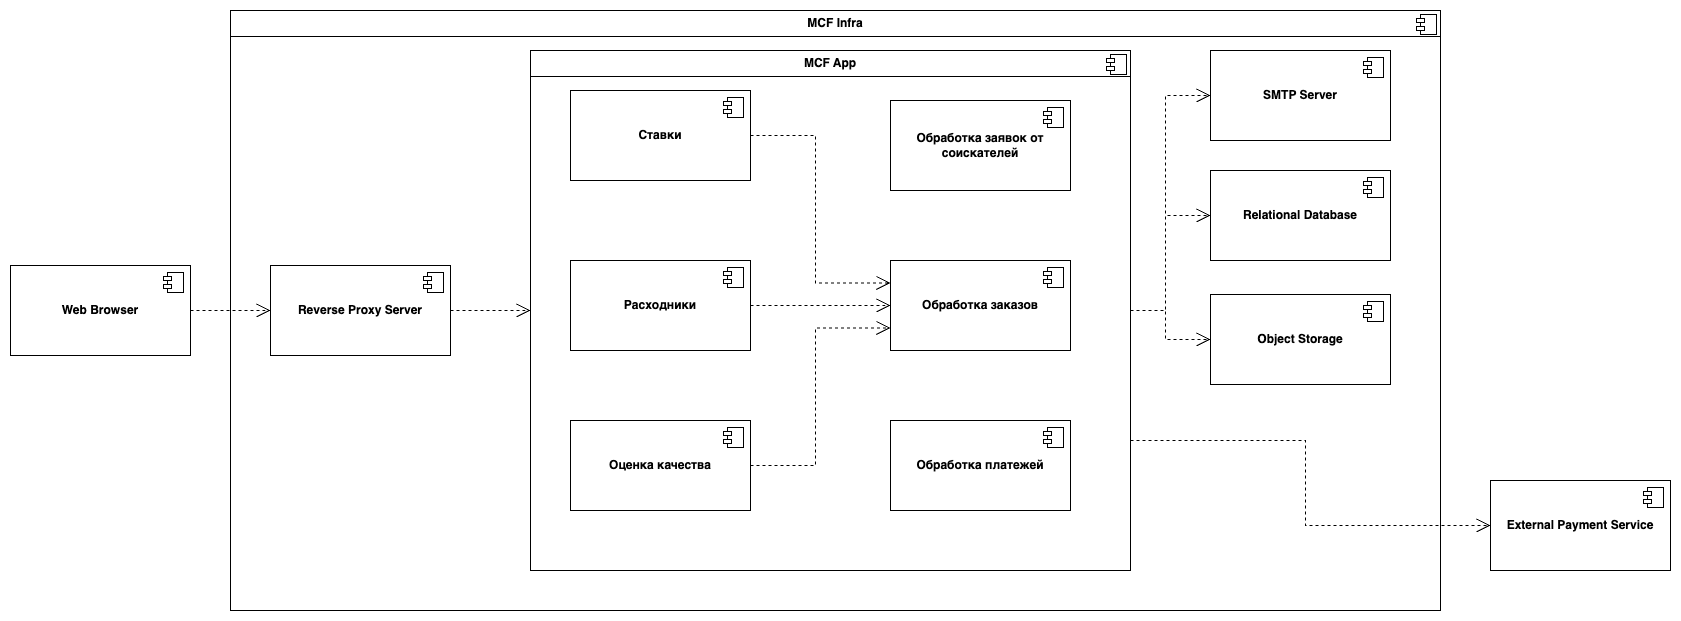 MCF Infra
MCF App
Ставки
Обработка заявок от
соискателей
SMTP Server
Relational Database
Web Browser
Reverse Proxy Server
Расходники
Обработка заказов
Object Storage
Оценка качества
Обработка платежей
External Payment Service